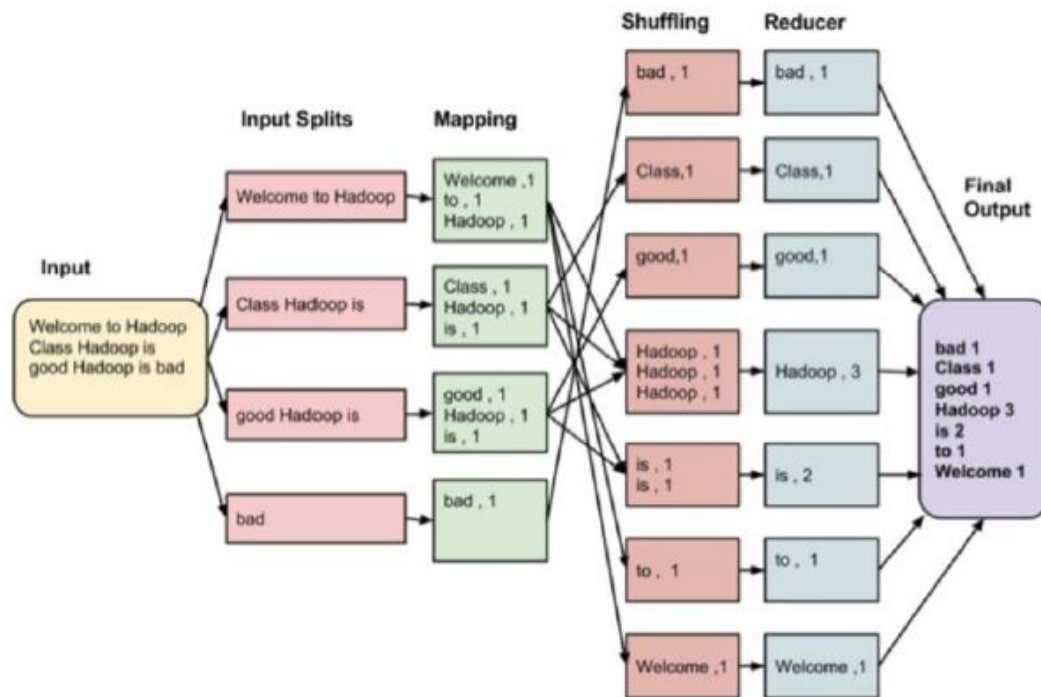 Input
Welcome to Hadoop
Class Hadoop is
good Hadoop is bad
Input Splits
Welcome to Hadoop
Class Hadoop is
good Hadoop is
bad
Mapping
Welcome ,1
to , 1
Hadoop , 1
Class , 1
Hadoop , 1
is , 1
good , 1
Hadoop , 1
is , 1
bad , 1
Shuffling
bad , 1
Class,1
good,1
Hadoop , 1
Hadoop , 1
Hadoop , 1
is , 1
is , 1
to , 1
Welcome ,1
Reducer
bad , 1
Class,1
good,1
Hadoop , 3
is , 2
to , 1
Welcome ,1
Final
Output
bad 1
Class 1
good 1
Hadoop 3
is 2
to 1
Welcome 1